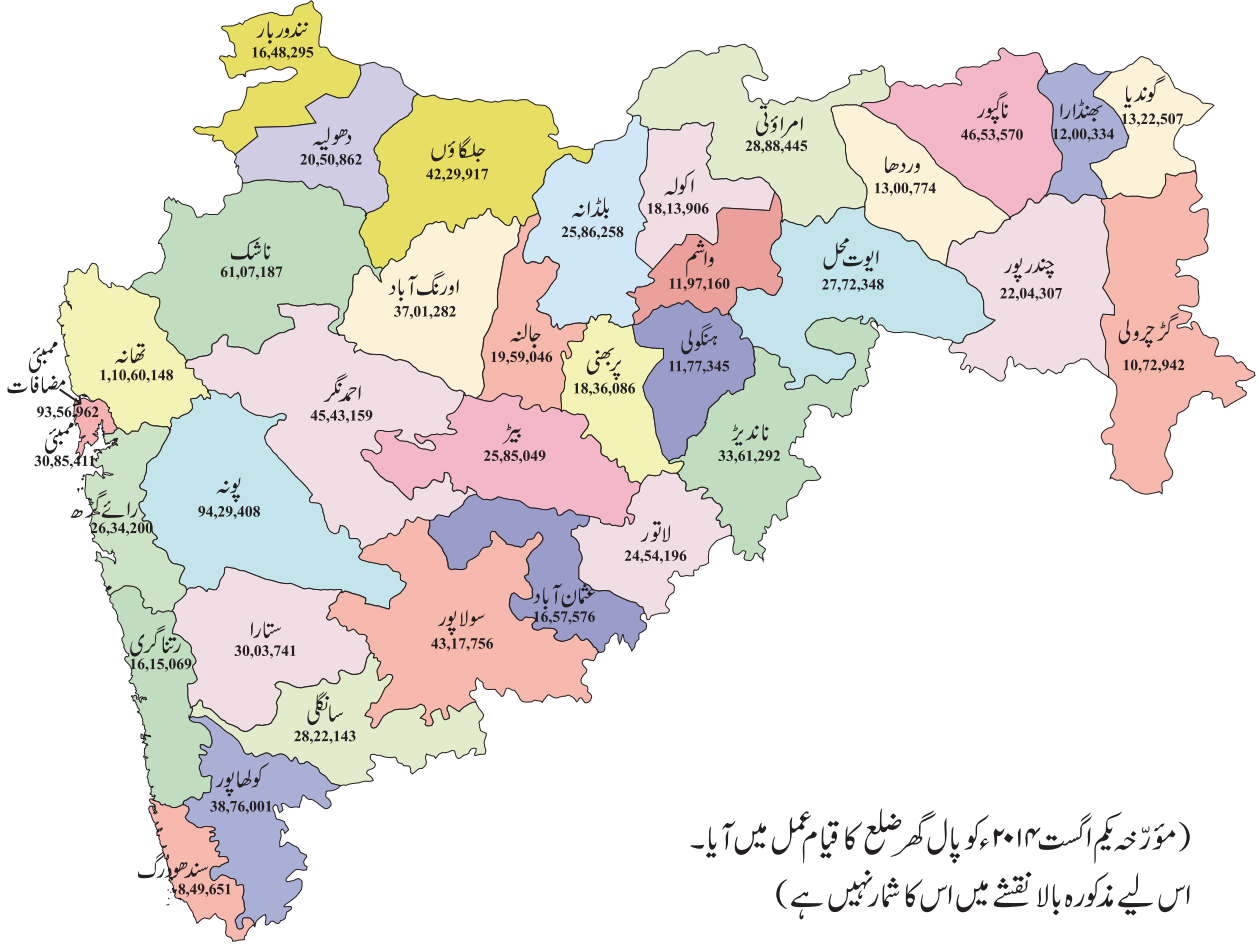 نندوربار
16,48,295
دھولیہ
20,50,862
جلگاؤں
42,29,917
بلڈانہ
25,86,258
اکولہ
18,13,906
امراؤتی
28,88,445
وردھا
13,00,774
ناگپور
46,53,570
بھنڈارا
12,00,334
گوندیا
13,22,507
ناشک
61,07,187
اورنگ آباد
37,01,282
جالنہ
19,59,046
واشم
11,97,160
ایوت محل
27,72,348
چندرپور
22,04,307
گڑچرولی
10,72,942
تھانہ
1,10,60,148
ممبئی
مضافات
93,56,962
ممبئی
30,85,411
احمدنگر
45,43,159
پربھنی
18,36,086
ہنگولی
11,77,345
بیڑ
25,85,049
ناندیڑ
33,61,292
پونہ
94,29,408
رائے گڑھ
26,34,200
لاتور
24,54,196
عثمان آباد
16,57,576
سولاپور
43,17,756
ستارا
30,03,741
رتناگری
16,15,069
سانگلی
28,22,143
کولھاپور
38,76,001
سندھودرگ
8,49,651
(مؤرّخہ یکم اگست ۲۰۱۴ء کو پال گھر ضلع کا قیام عمل میں آیا۔
اس لیے مذکورہ بالا نقشے میں اس کا شمار نہیں ہے)